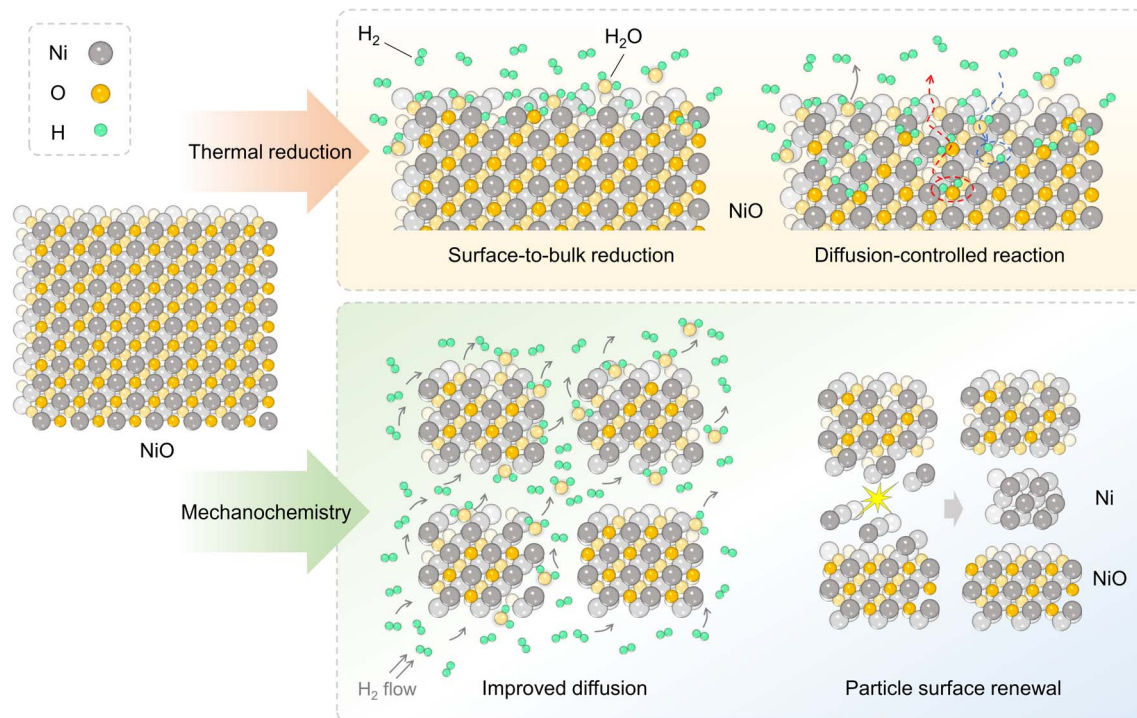 Ni
O
H
Thermal reduction
H₂
H₂O
NiO
Surface-to-bulk reduction
Diffusion-controlled reaction
NiO
Mechanochemistry
H₂ flow
Improved diffusion
Ni
NiO
Particle surface renewal